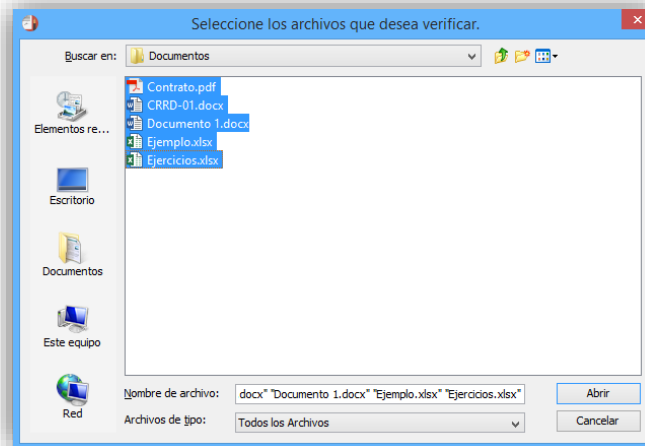 Seleccione los archivos que desea verificar.
Buscar en: Documentos
Contrato.pdf
CRRD-01.docx
Documento 1.docx
Ejemplo.xlsx
Ejercicios.xlsx
Elementos re...
Escritorio
Documentos
Este equipo
Red
Nombre de archivo: docx" "Documento 1.docx" "Ejemplo.xlsx" "Ejercicios.xlsx" Abrir
Archivos de tipo: Todos los Archivos Cancelar